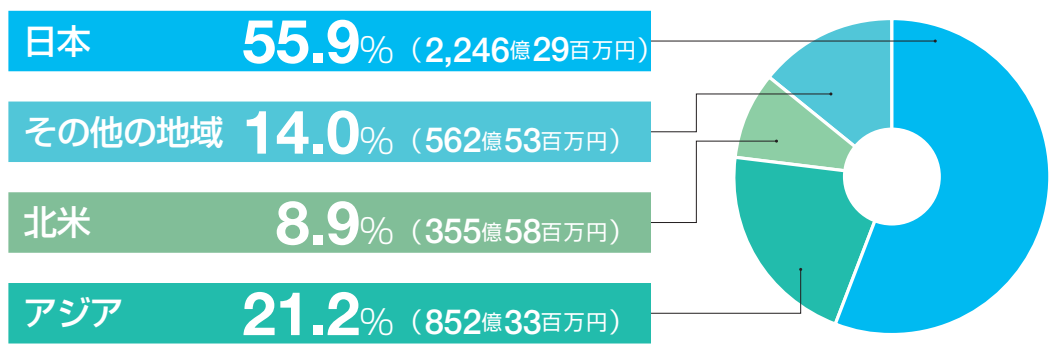 日本 55.9% （2,246億29百万円）
その他の地域 14.0% （562億53百万円）
北米 8.9% （355億58百万円）
アジア 21.2% （852億33百万円）